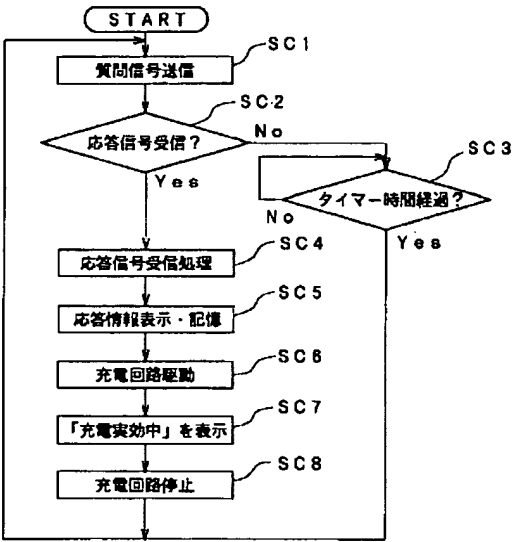 START
SC1
質問信号送信
SC2
応答信号受信？
No
Yes
SC3
タイマー時間経過？
No
Yes
SC4
応答信号受信処理
SC5
応答情報表示・記憶
SC6
充電回路駆動
SC7
「充電実効中」を表示
SC8
充電回路停止